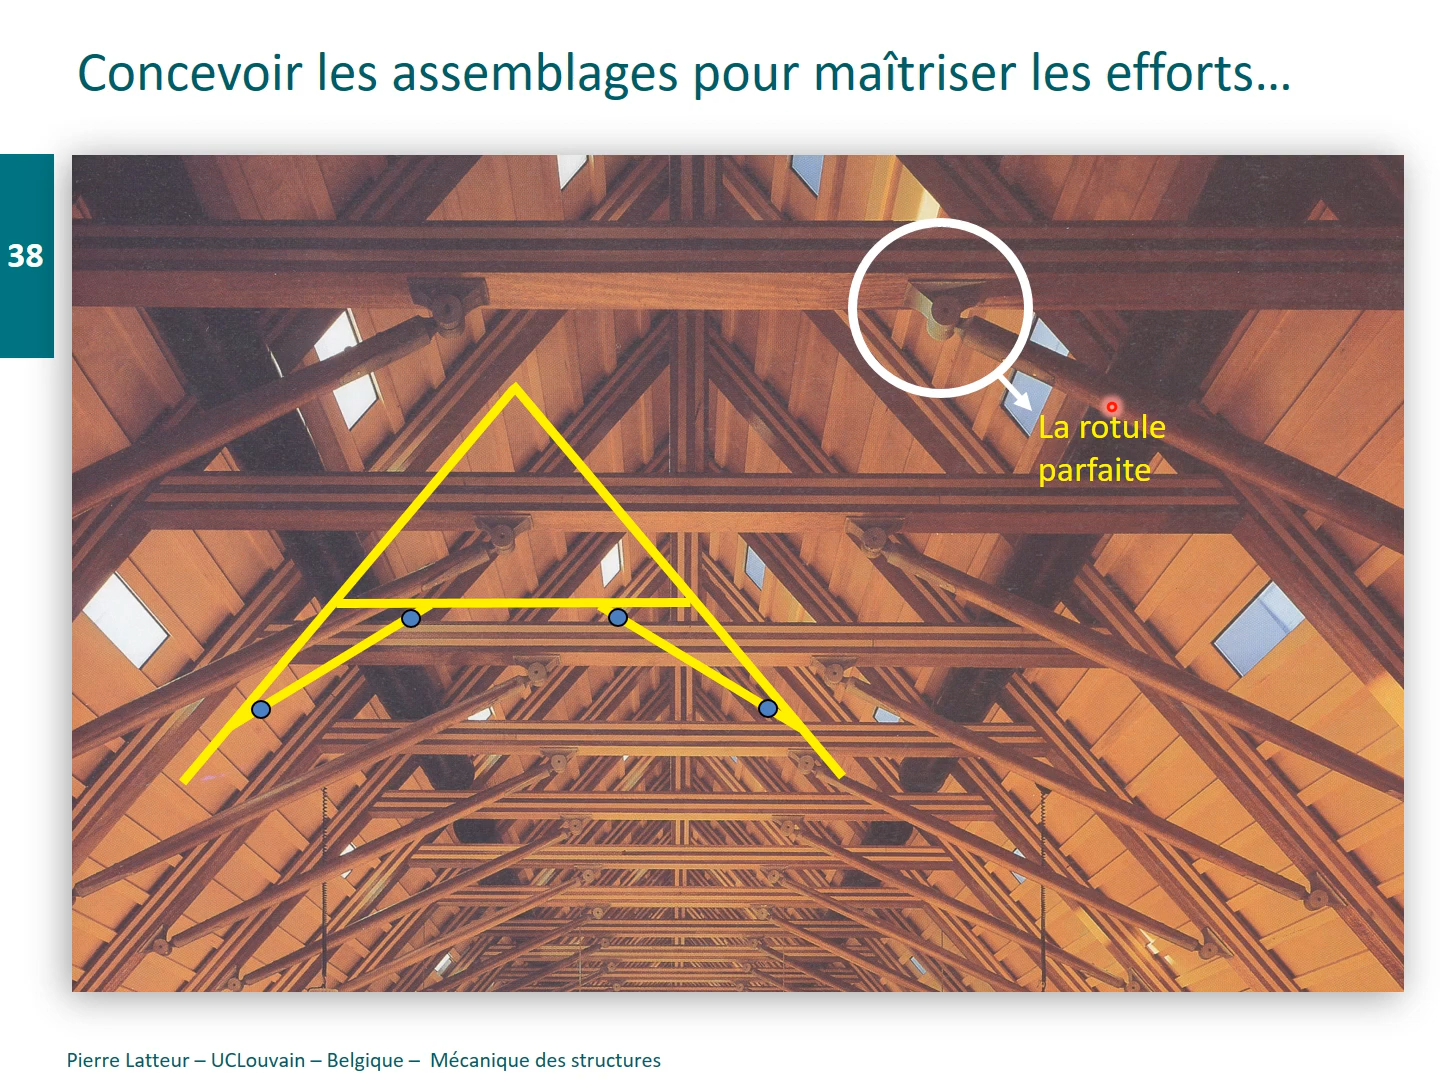 Concevoir les assemblages pour maîtriser les efforts…
38
La rotule
parfaite
Pierre Latteur – UCLouvain – Belgique – Mécanique des structures